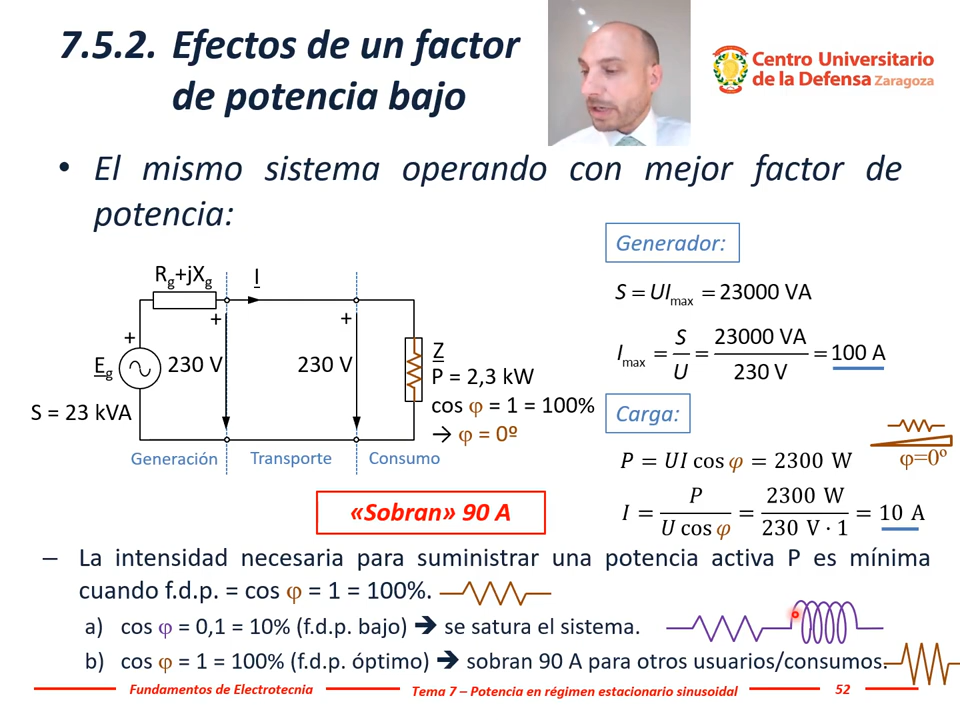 7.5.2. Efectos de un factor
de potencia bajo
Centro Universitario
de la Defensa Zaragoza
• El mismo sistema operando con mejor factor de
potencia:
Rg+jXg
I
+
+
+
Eg
230 V
230 V
Z
P = 2,3 kW
cos φ = 1 = 100%
→ φ = 0º
S = 23 kVA
Generación
Transporte
Consumo
Generador:
S = UImax = 23000 VA
Imax = S/U = 23000 VA/230 V = 100 A
Carga:
φ=0º
P = UI cos φ = 2300 W
I = P/(U cos φ) = 2300 W/(230 V · 1) = 10 A
«Sobran» 90 A
– La intensidad necesaria para suministrar una potencia activa P es mínima
cuando f.d.p. = cos φ = 1 = 100%.
a) cos φ = 0,1 = 10% (f.d.p. bajo) ➔ se satura el sistema.
b) cos φ = 1 = 100% (f.d.p. óptimo) ➔ sobran 90 A para otros usuarios/consumos.
Fundamentos de Electrotecnia
Tema 7 – Potencia en régimen estacionario sinusoidal
52